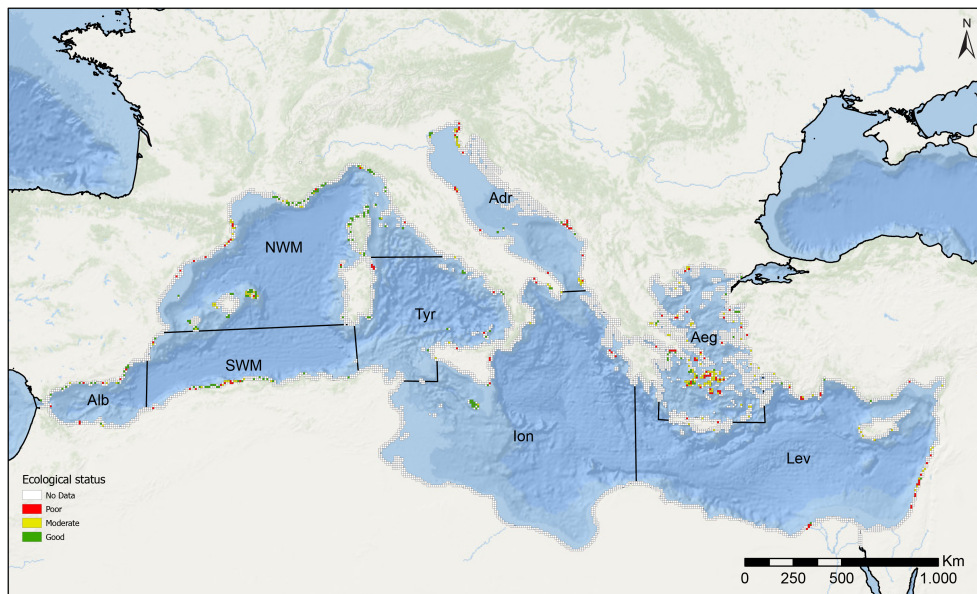 N
Adr
NWM
Tyr
Aeg
SWM
Alb
Ion
Lev
Ecological status
No Data
Poor
Moderate
Good
Km
0 250 500 1.000